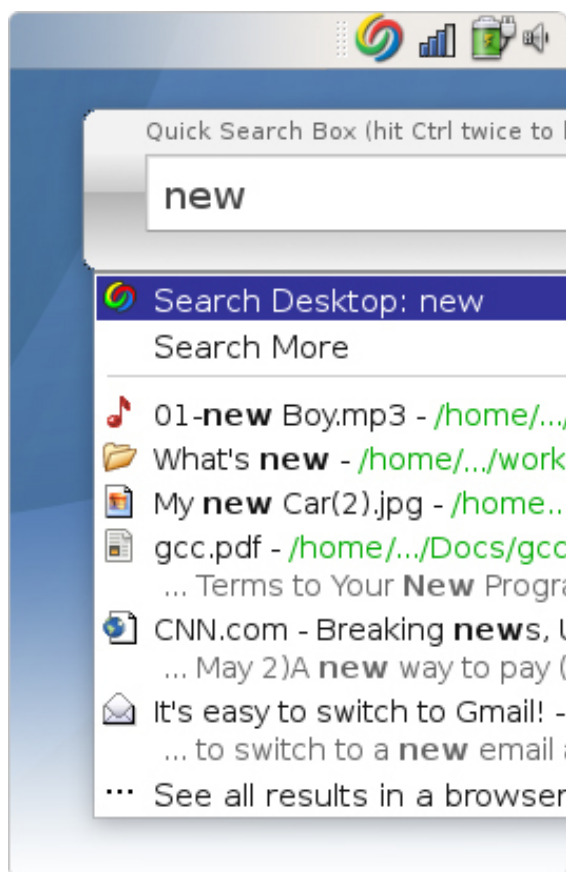 Quick Search Box (hit Ctrl twice to
new
Search Desktop: new
Search More
01-new Boy.mp3 - /home/.../
What's new - /home/.../work
My new Car(2).jpg - /home..
gcc.pdf - /home/.../Docs/gcc
... Terms to Your New Progra
CNN.com - Breaking news, U
... May 2)A new way to pay (
It's easy to switch to Gmail! -
... to switch to a new email a
... See all results in a browser